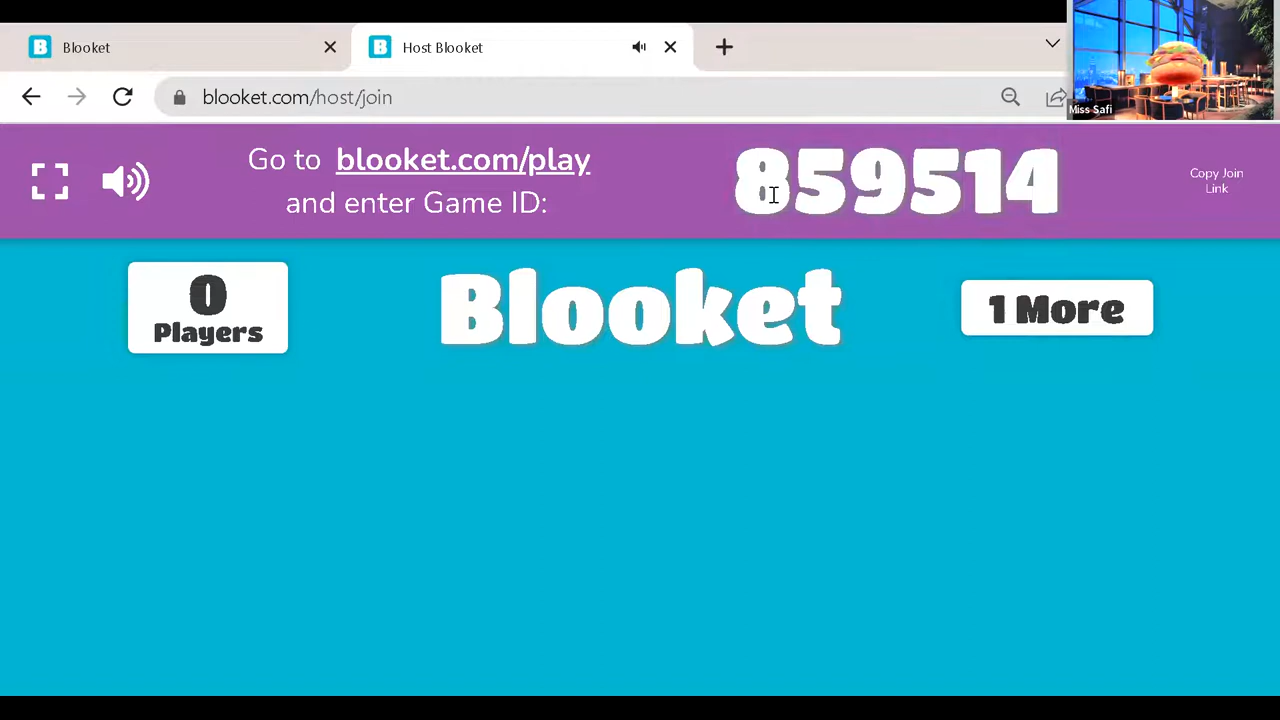 Blooket
Host Blooket
blooket.com/host/join
Miss Safi
Go to blooket.com/play
and enter Game ID:
859514
Copy Join
Link
0
Players
Blooket
1 More